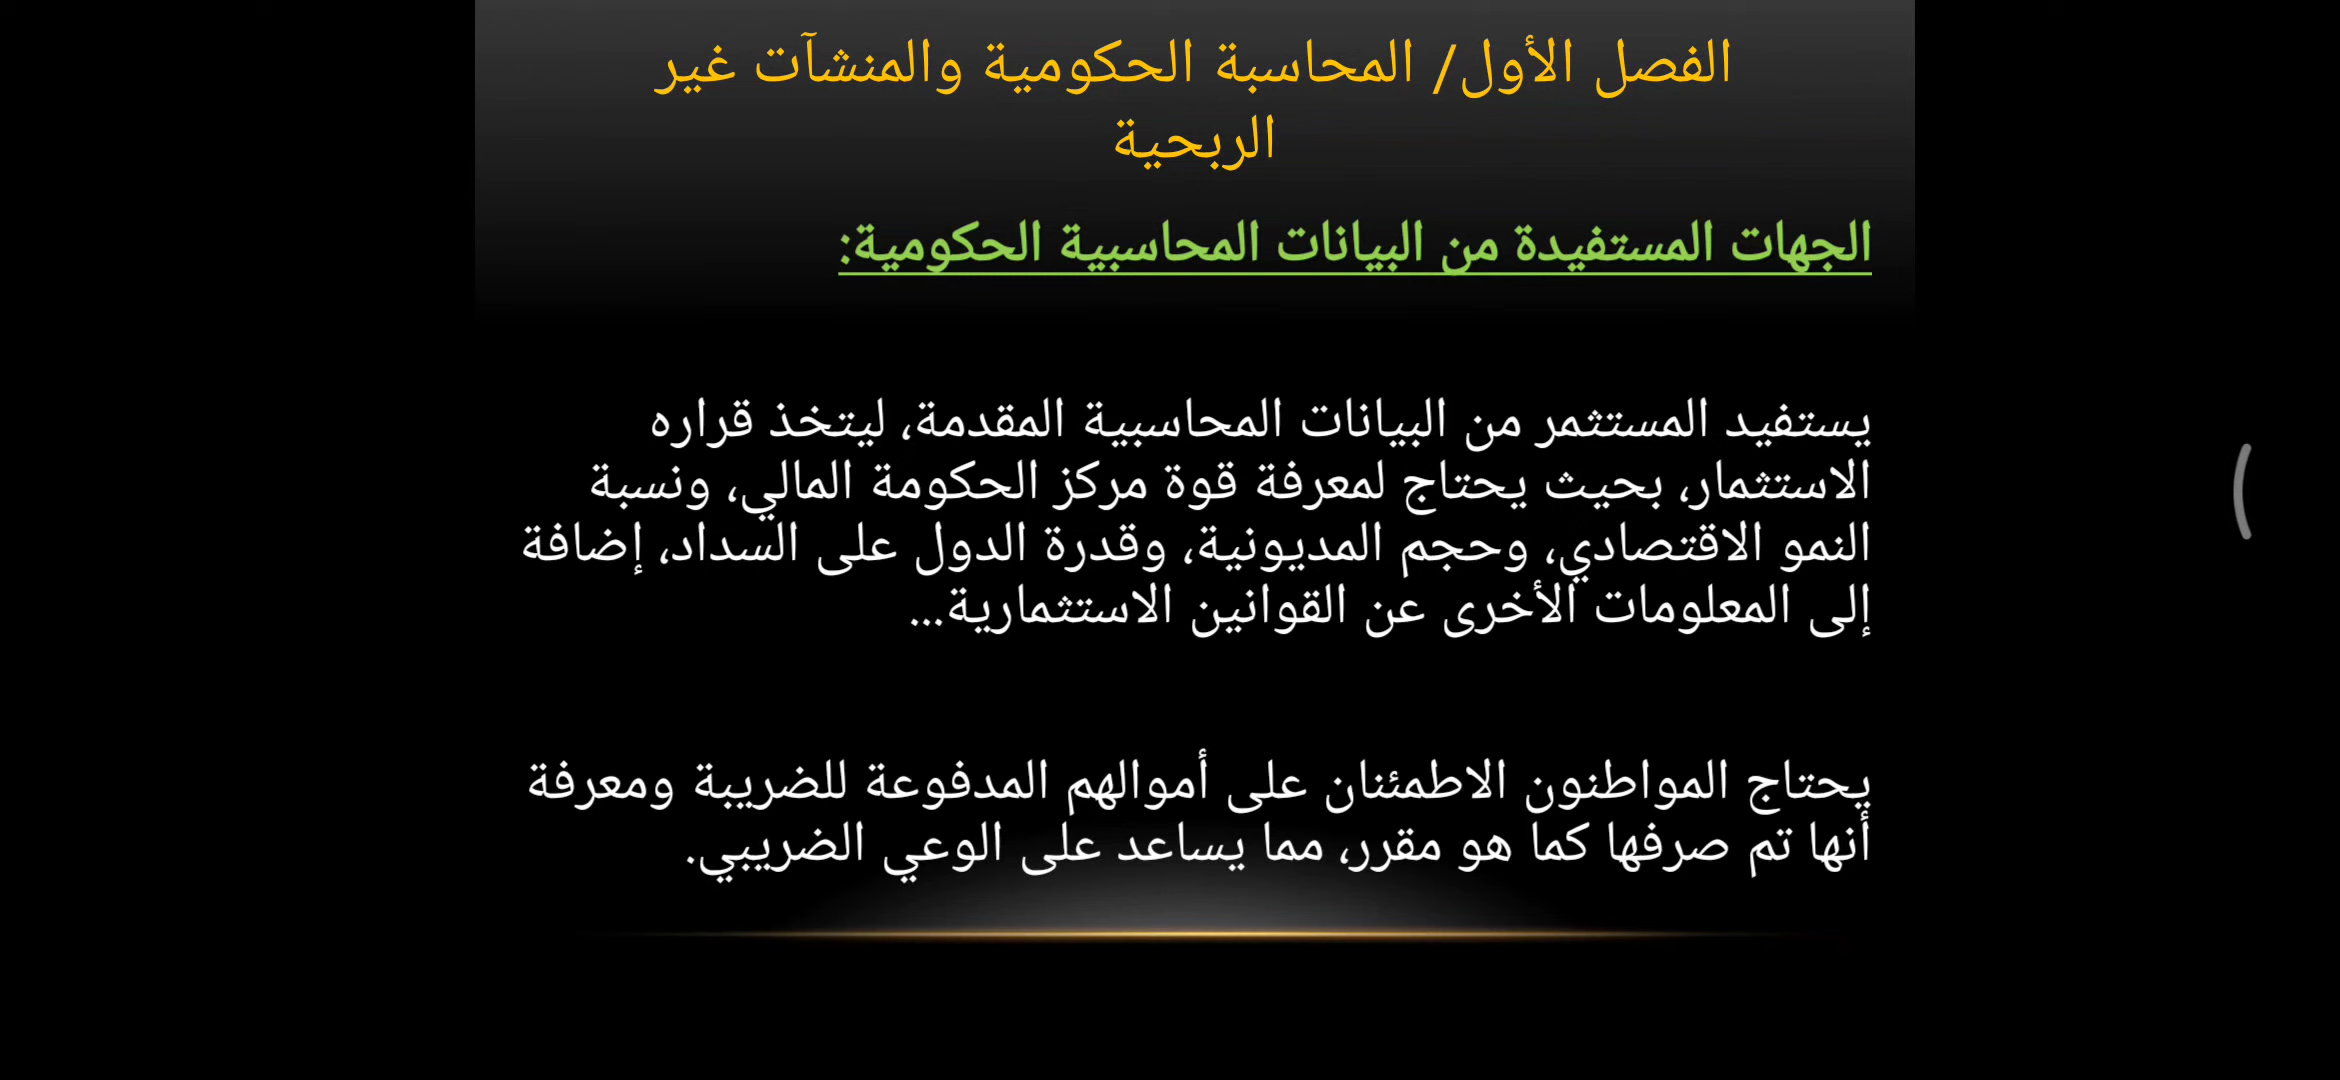 الفصل الأول/ المحاسبة الحكومية والمنشآت غير
الربحية
الجهات المستفيدة من البيانات المحاسبية الحكومية:
يستفيد المستثمر من البيانات المحاسبية المقدمة، ليتخذ قراره
الاستثمار، بحيث يحتاج لمعرفة قوة مركز الحكومة المالي، ونسبة
النمو الاقتصادي، وحجم المديونية، وقدرة الدول على السداد، إضافة
إلى المعلومات الأخرى عن القوانين الاستثمارية...
يحتاج المواطنون الاطمئنان على أموالهم المدفوعة للضريبة ومعرفة
أنها تم صرفها كما هو مقرر، مما يساعد على الوعي الضريبي.